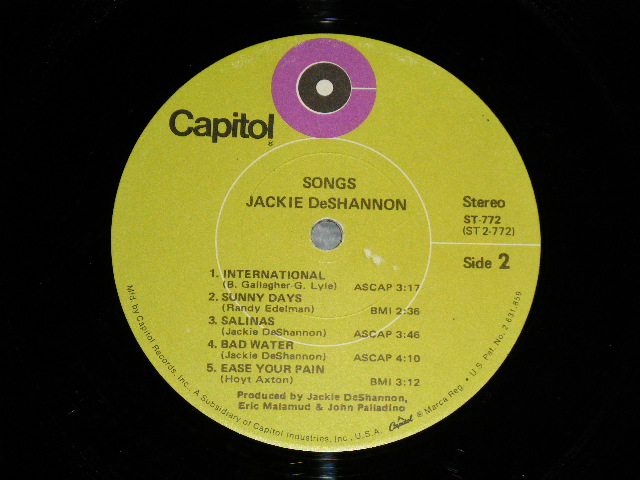 Capitol
®
SONGS
JACKIE DeSHANNON
Stereo
ST-772
(ST 2-772)
Side 2
1. INTERNATIONAL
(B. Gallagher-G. Lyle) ASCAP 3:17
2. SUNNY DAYS
(Randy Edelman) BMI 2:36
3. SALINAS
(Jackie DeShannon) ASCAP 3:46
4. BAD WATER
(Jackie DeShannon) ASCAP 4:10
5. EASE YOUR PAIN
(Hoyt Axton) BMI 3:12
Produced by Jackie DeShannon,
Eric Malamud & John Palladino
Mfd. by Capitol Records, Inc., A Subsidiary of Capitol Industries, Inc., U.S.A. Capitol ® Marca Reg. • U.S. Pat. No. 2,631,859